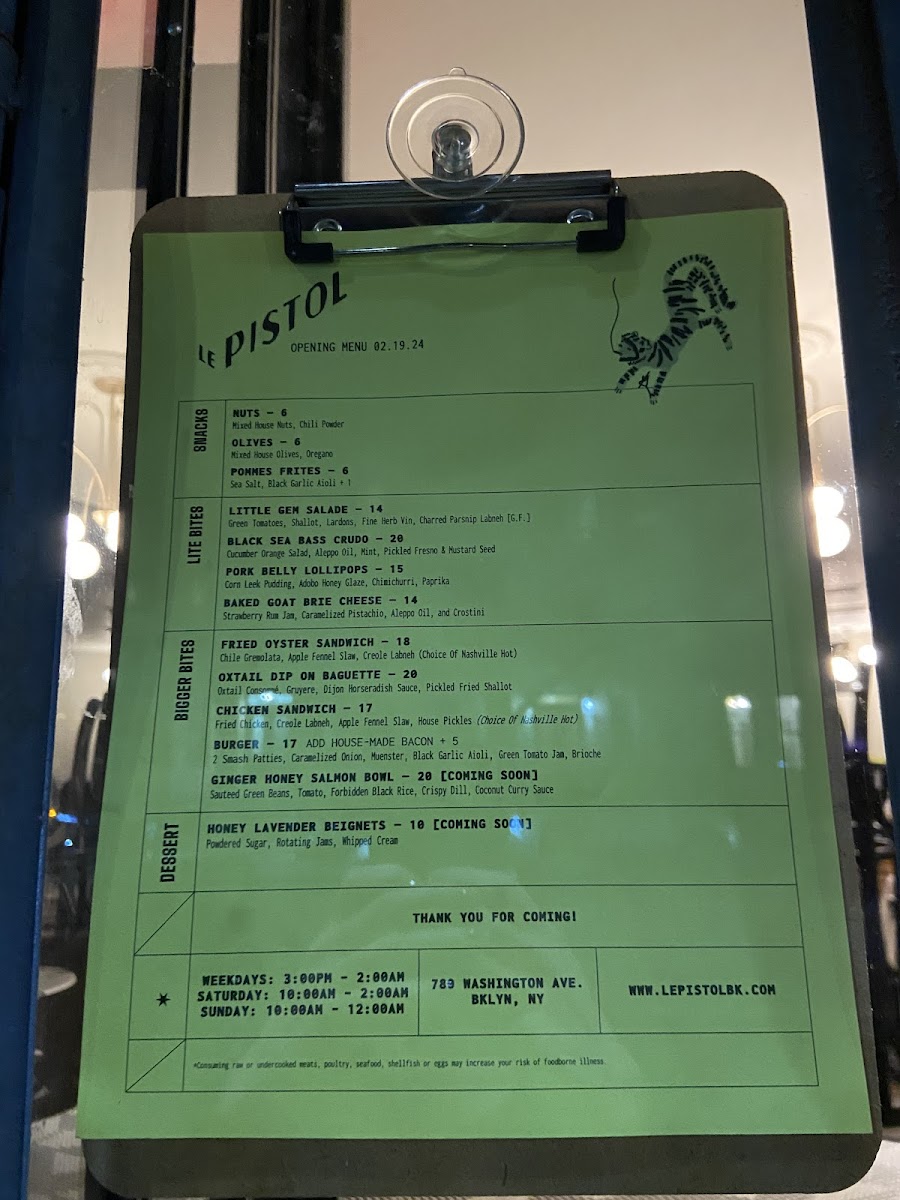 LE PISTOL
OPENING MENU 02.19.24
SNACKS
NUTS – 6
Mixed House Nuts, Chili Powder
OLIVES – 6
Mixed House Olives, Oregano
POMMES FRITES – 6
Sea Salt, Black Garlic Aioli + 1
LITE BITES
LITTLE GEM SALADE – 14
Green Tomatoes, Shallot, Lardons, Fine Herb Vin, Charred Parsnip Labneh [G.F.]
BLACK SEA BASS CRUDO – 20
Cucumber Orange Salad, Aleppo Oil, Mint, Pickled Fresno & Mustard Seed
PORK BELLY LOLLIPOPS – 15
Corn Leek Pudding, Adobo Honey Glaze, Chimichurri, Paprika
BAKED GOAT BRIE CHEESE – 14
Strawberry Rum Jam, Caramelized Pistachio, Aleppo Oil, and Crostini
BIGGER BITES
FRIED OYSTER SANDWICH – 18
Chile Gremolata, Apple Fennel Slaw, Creole Labneh (Choice Of Nashville Hot)
OXTAIL DIP ON BAGUETTE – 20
Oxtail Consommé, Gruyere, Dijon Horseradish Sauce, Pickled Fried Shallot
CHICKEN SANDWICH – 17
Fried Chicken, Creole Labneh, Apple Fennel Slaw, House Pickles (Choice Of Nashville Hot)
BURGER – 17 ADD HOUSE-MADE BACON + 5
2 Smash Patties, Caramelized Onion, Muenster, Black Garlic Aioli, Green Tomato Jam, Brioche
GINGER HONEY SALMON BOWL – 20 [COMING SOON]
Sauteed Green Beans, Tomato, Forbidden Black Rice, Crispy Dill, Coconut Curry Sauce
DESSERT
HONEY LAVENDER BEIGNETS – 10 [COMING SOON]
Powdered Sugar, Rotating Jams, Whipped Cream
THANK YOU FOR COMING!
WEEKDAYS: 3:00PM – 2:00AM
SATURDAY: 10:00AM – 2:00AM
SUNDAY: 10:00AM – 12:00AM
789 WASHINGTON AVE.
BKLYN, NY
WWW.LEPISTOLBK.COM
*Consuming raw or undercooked meats, poultry, seafood, shellfish or eggs may increase your risk of foodborne illness.